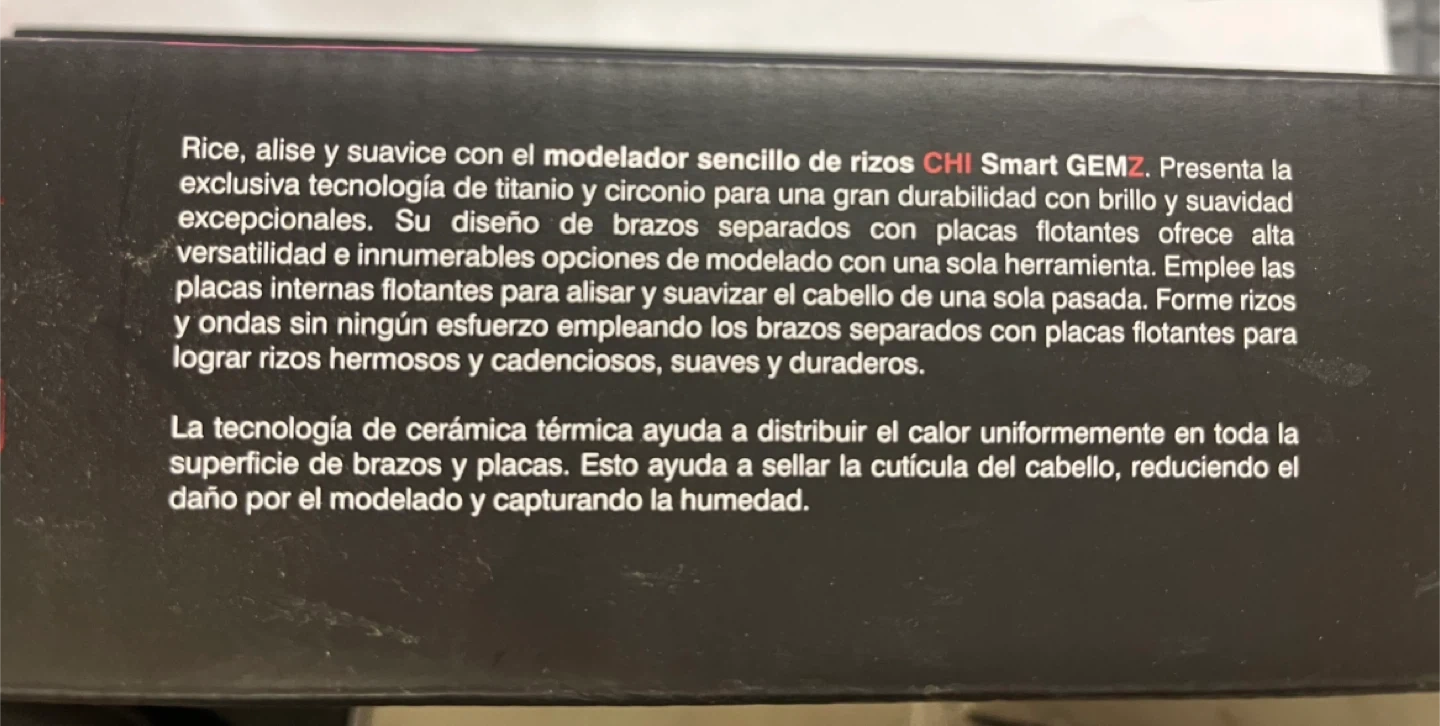 Rice, alise y suavice con el modelador sencillo de rizos CHI Smart GEMZ. Presenta la
exclusiva tecnología de titanio y circonio para una gran durabilidad con brillo y suavidad
excepcionales. Su diseño de brazos separados con placas flotantes ofrece alta
versatilidad e innumerables opciones de modelado con una sola herramienta. Emplee las
placas internas flotantes para alisar y suavizar el cabello de una sola pasada. Forme rizos
y ondas sin ningún esfuerzo empleando los brazos separados con placas flotantes para
lograr rizos hermosos y cadenciosos, suaves y duraderos.
La tecnología de cerámica térmica ayuda a distribuir el calor uniformemente en toda la
superficie de brazos y placas. Esto ayuda a sellar la cutícula del cabello, reduciendo el
daño por el modelado y capturando la humedad.